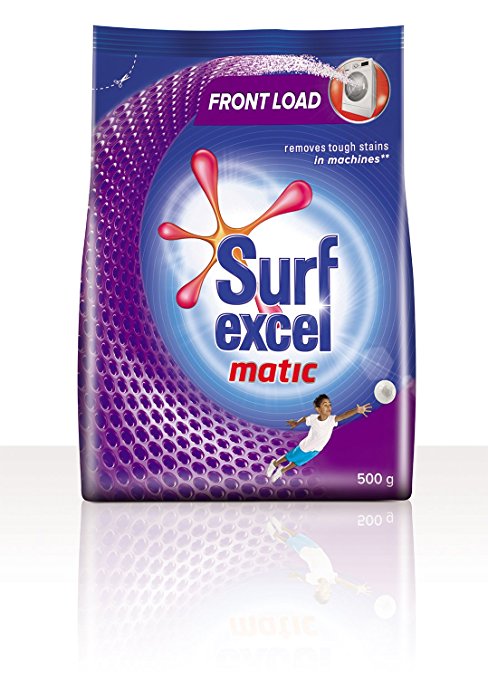 FRONT LOAD
removes tough stains
in machines**
Surf
excel
matic
500 g